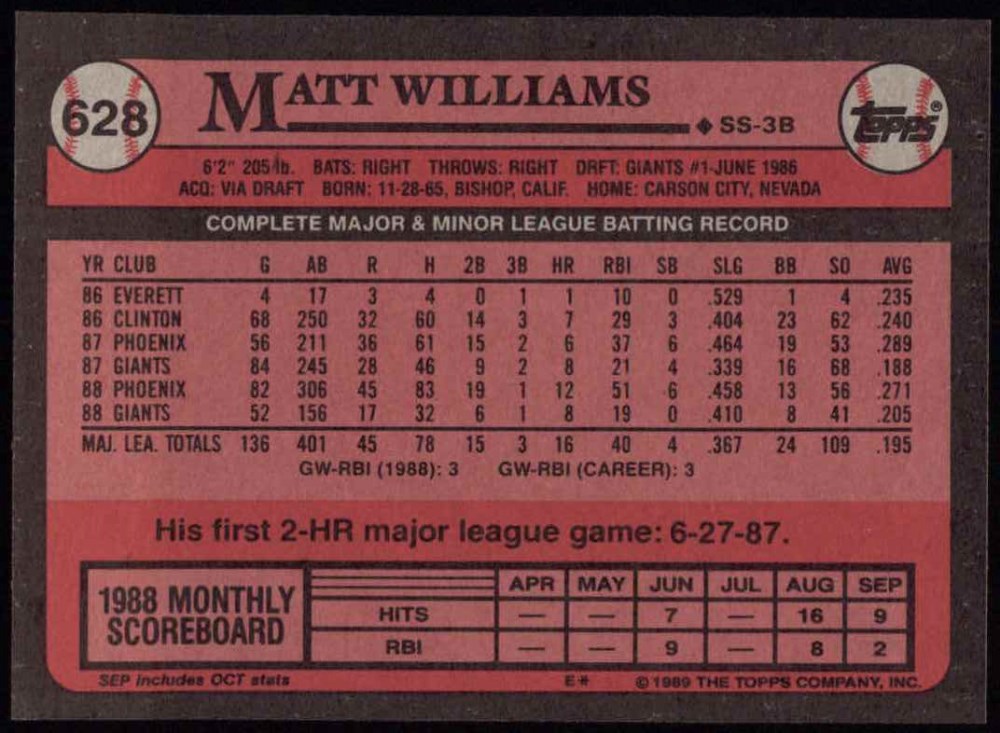 628
MATT WILLIAMS
◆ SS-3B
TOPPS®
6'2" 205 lb. BATS: RIGHT THROWS: RIGHT DRFT: GIANTS #1-JUNE 1986
ACQ: VIA DRAFT BORN: 11-28-65, BISHOP, CALIF. HOME: CARSON CITY, NEVADA
COMPLETE MAJOR & MINOR LEAGUE BATTING RECORD
YR CLUB G AB R H 2B 3B HR RBI SB SLG BB SO AVG
86 EVERETT 4 17 3 4 0 1 1 10 0 .529 1 4 .235
86 CLINTON 68 250 32 60 14 3 7 29 3 .404 23 62 .240
87 PHOENIX 56 211 36 61 15 2 6 37 6 .464 19 53 .289
87 GIANTS 84 245 28 46 9 2 8 21 4 .339 16 68 .188
88 PHOENIX 82 306 45 83 19 1 12 51 6 .458 13 56 .271
88 GIANTS 52 156 17 32 6 1 8 19 0 .410 8 41 .205
MAJ. LEA. TOTALS 136 401 45 78 15 3 16 40 4 .367 24 109 .195
GW-RBI (1988): 3 GW-RBI (CAREER): 3
His first 2-HR major league game: 6-27-87.
1988 MONTHLY SCOREBOARD
APR MAY JUN JUL AUG SEP
HITS — — 7 — 16 9
RBI — — 9 — 8 2
SEP includes OCT stats E* ©1989 THE TOPPS COMPANY, INC.